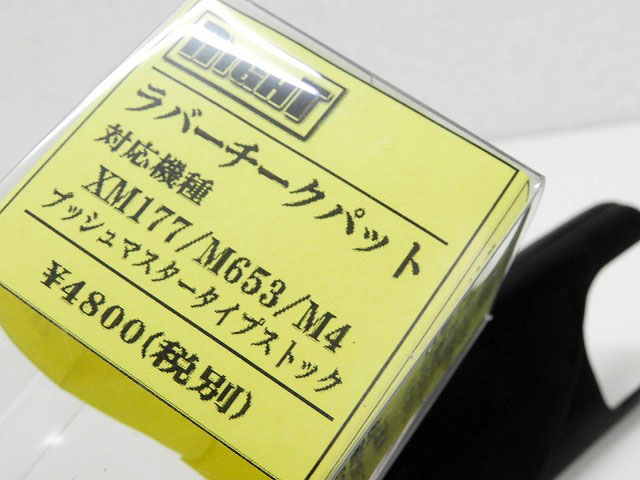 RIGHT
ラバーチークパット
対応機種
XM177/M653/M4
ブッシュマスタータイプストック
¥4800(税別)